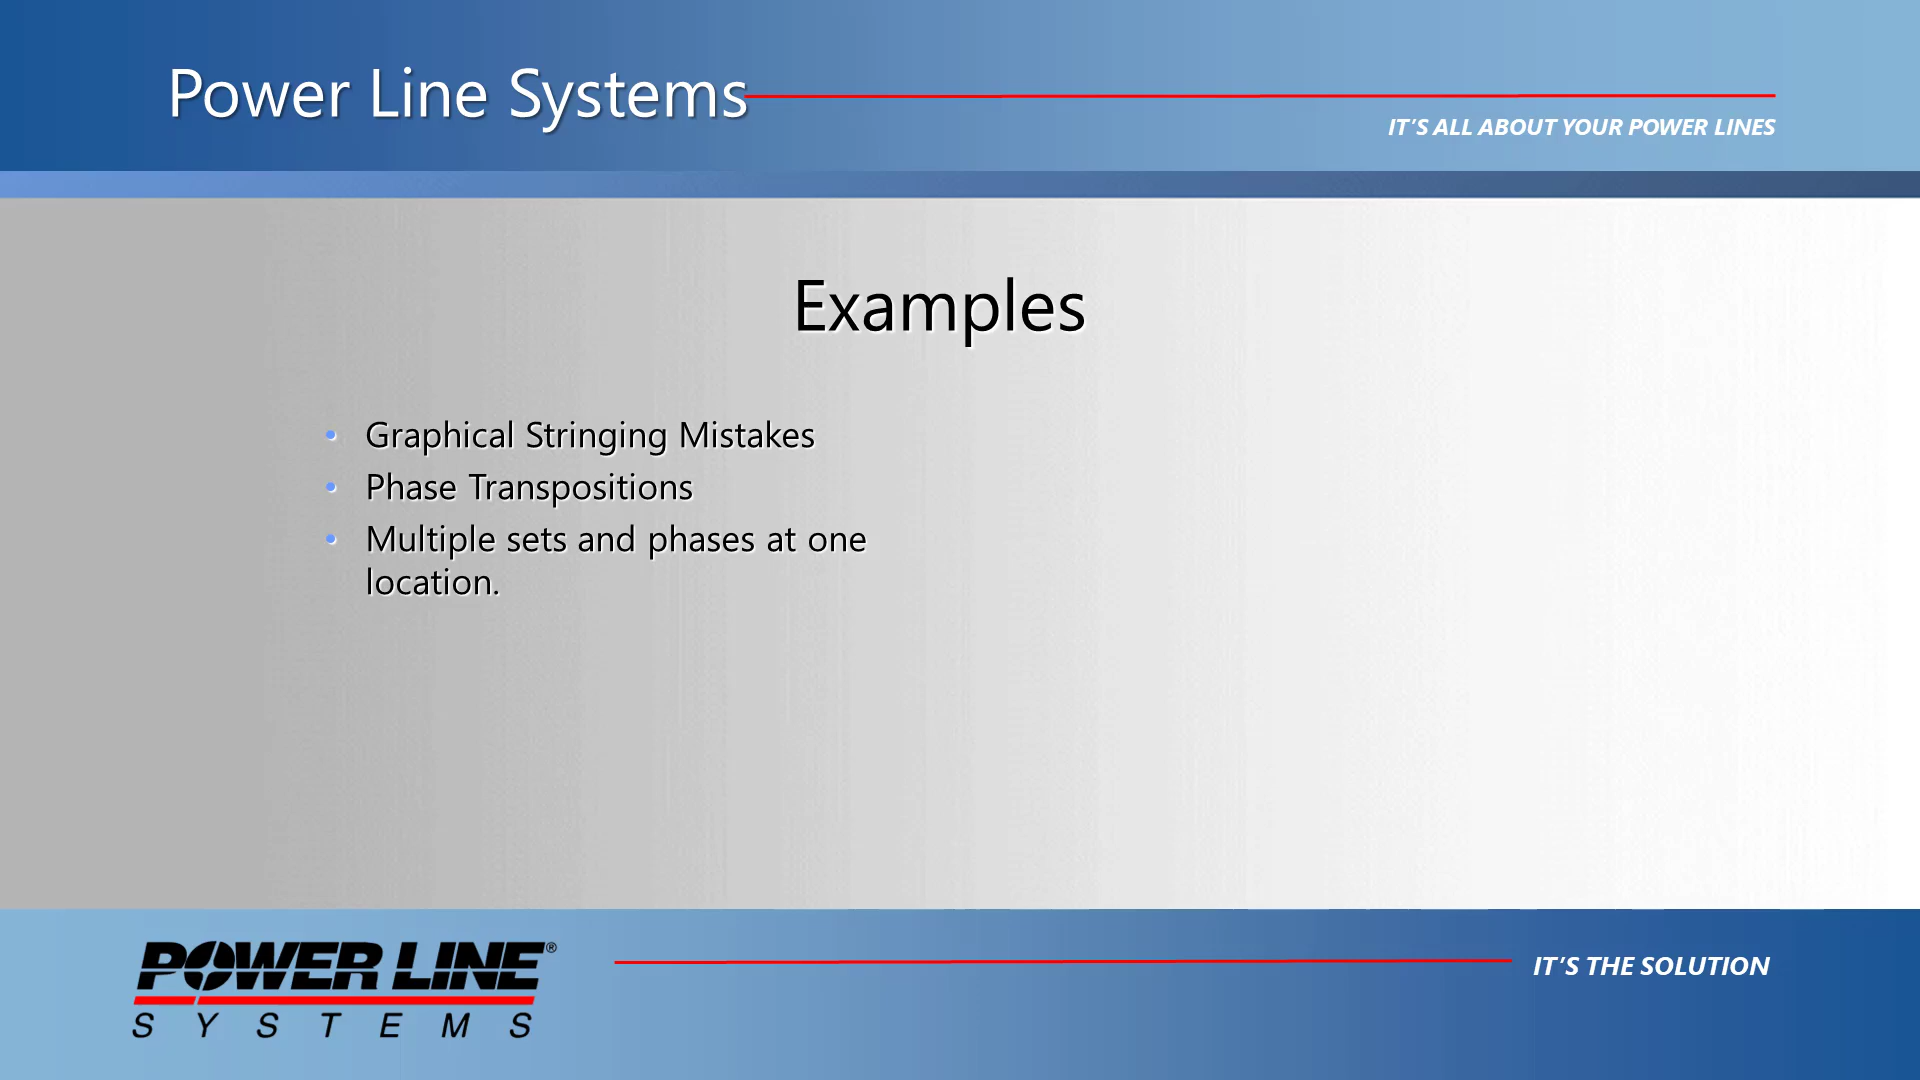 Power Line Systems
IT'S ALL ABOUT YOUR POWER LINES
Examples
• Graphical Stringing Mistakes
• Phase Transpositions
• Multiple sets and phases at one
location.
POWER LINE®
SYSTEMS
IT'S THE SOLUTION